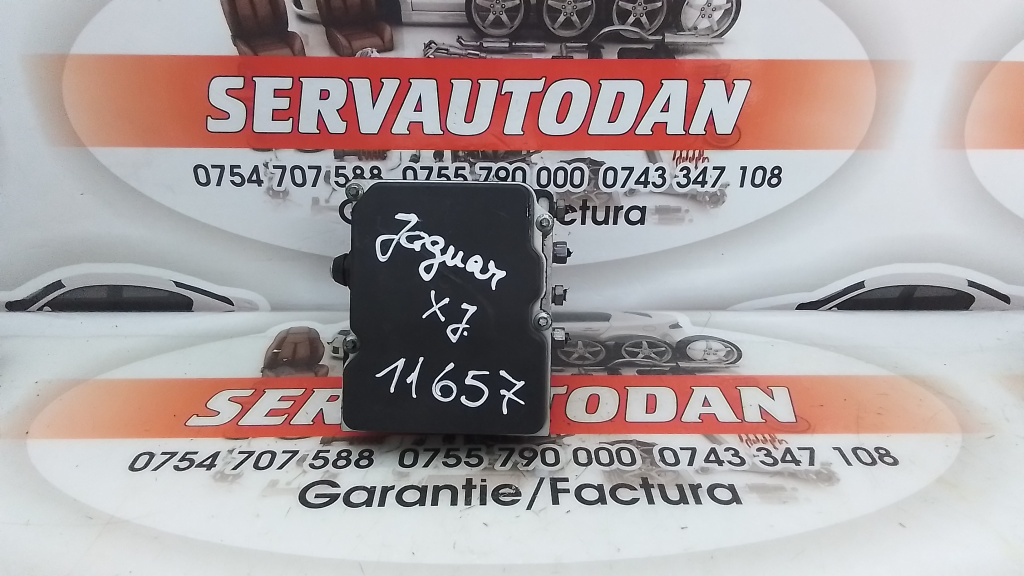 SERVAUTODAN
0754 707 588 0755 790 000 0743 347 108
Factura
Jaguar
XJ.
11657
SER TODAN
0754 707 588 0755 790 000 0743 347 108
Garantie/Factura